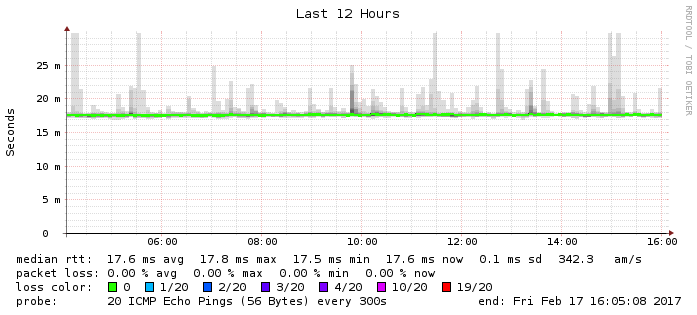 Last 12 Hours
RRDTOOL / TOBI OETIKER
Seconds
25 m
20 m
15 m
10 m
5 m
0
06:00 08:00 10:00 12:00 14:00 16:00
median rtt: 17.6 ms avg 17.8 ms max 17.5 ms min 17.6 ms now 0.1 ms sd 342.3 am/s
packet loss: 0.00 % avg 0.00 % max 0.00 % min 0.00 % now
loss color: 0 1/20 2/20 3/20 4/20 10/20 19/20
probe: 20 ICMP Echo Pings (56 Bytes) every 300s end: Fri Feb 17 16:05:08 2017